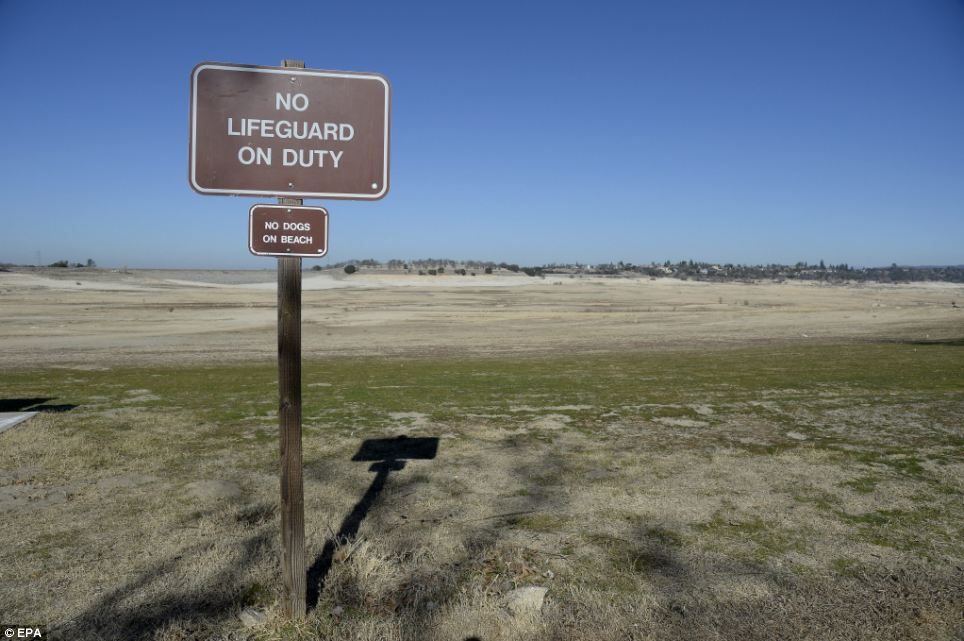 NO
LIFEGUARD
ON DUTY
NO DOGS
ON BEACH
© EPA